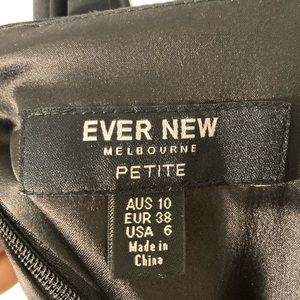 EVER NEW
MELBOURNE
PETITE
AUS 10
EUR 38
USA 6
Made in
China